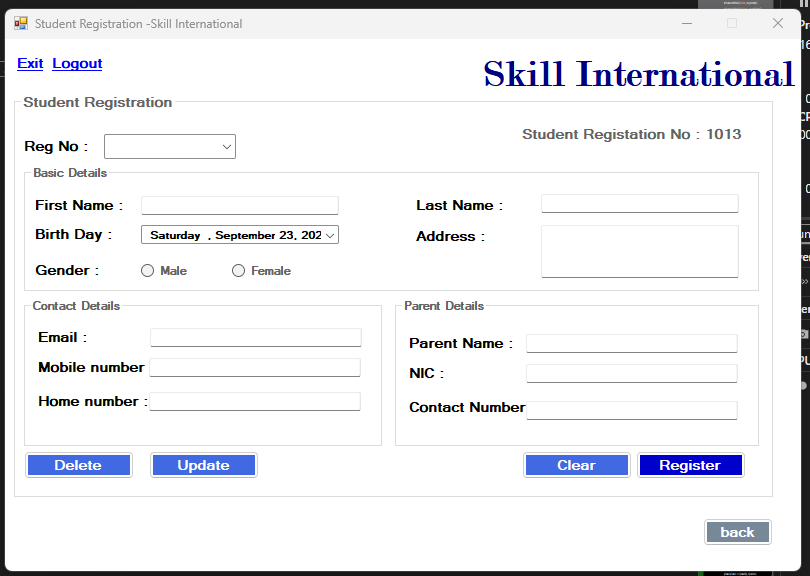 Student Registration -Skill International
Exit Logout
Skill International
Student Registration
Student Registation No : 1013
Reg No :
Basic Details
First Name :
Last Name :
Birth Day :
Saturday , September 23, 202
Address :
Gender :
Male
Female
Contact Details
Parent Details
Email :
Parent Name :
Mobile number
NIC :
Home number :
Contact Number
Delete
Update
Clear
Register
back